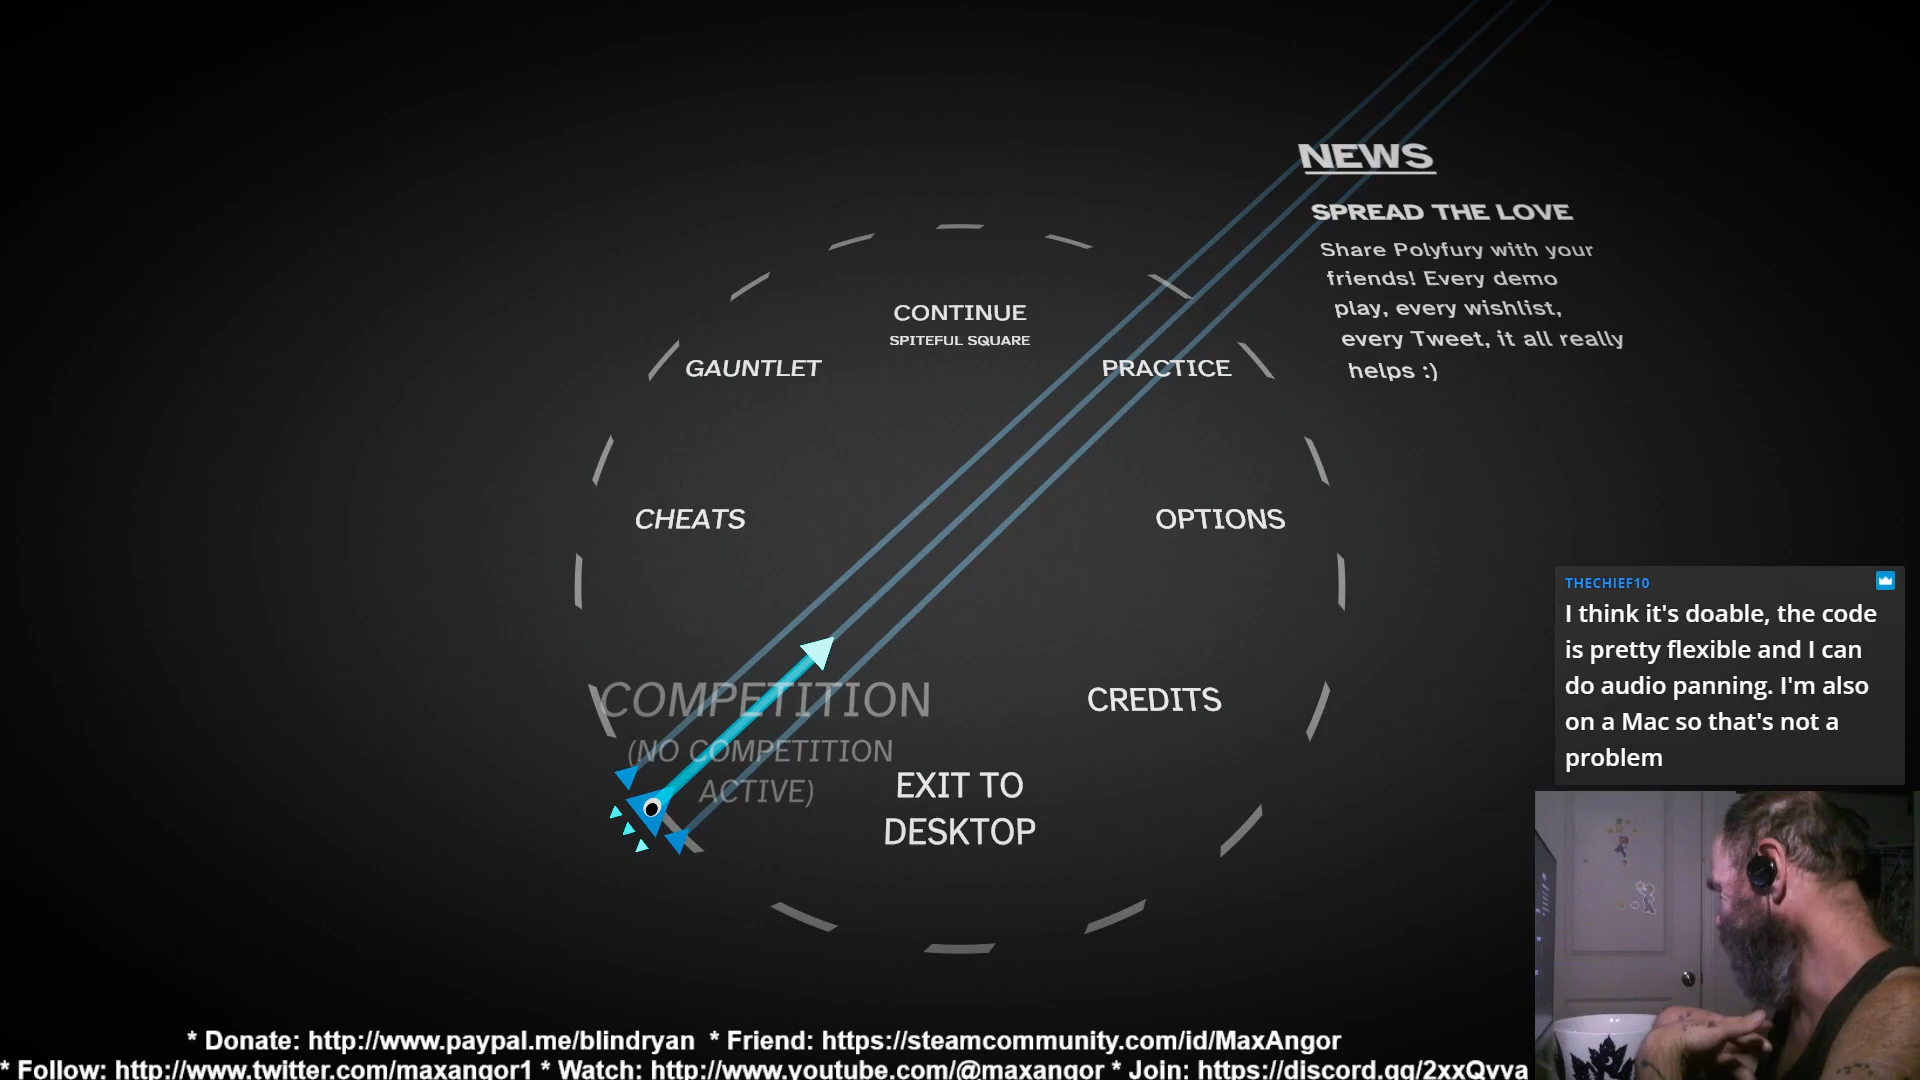 NEWS
SPREAD THE LOVE
Share Polyfury with your
friends! Every demo
play, every wishlist,
every Tweet, it all really
helps :)
CONTINUE
SPITEFUL SQUARE
GAUNTLET
PRACTICE
CHEATS
OPTIONS
COMPETITION
(NO COMPETITION
ACTIVE)
CREDITS
EXIT TO
DESKTOP
THECHIEF10
I think it's doable, the code
is pretty flexible and I can
do audio panning. I'm also
on a Mac so that's not a
problem
* Donate: http://www.paypal.me/blindryan * Friend: https://steamcommunity.com/id/MaxAngor
* Follow: http://www.twitter.com/maxangor1 * Watch: http://www.youtube.com/@maxangor * Join: https://discord.gg/2xxQvva